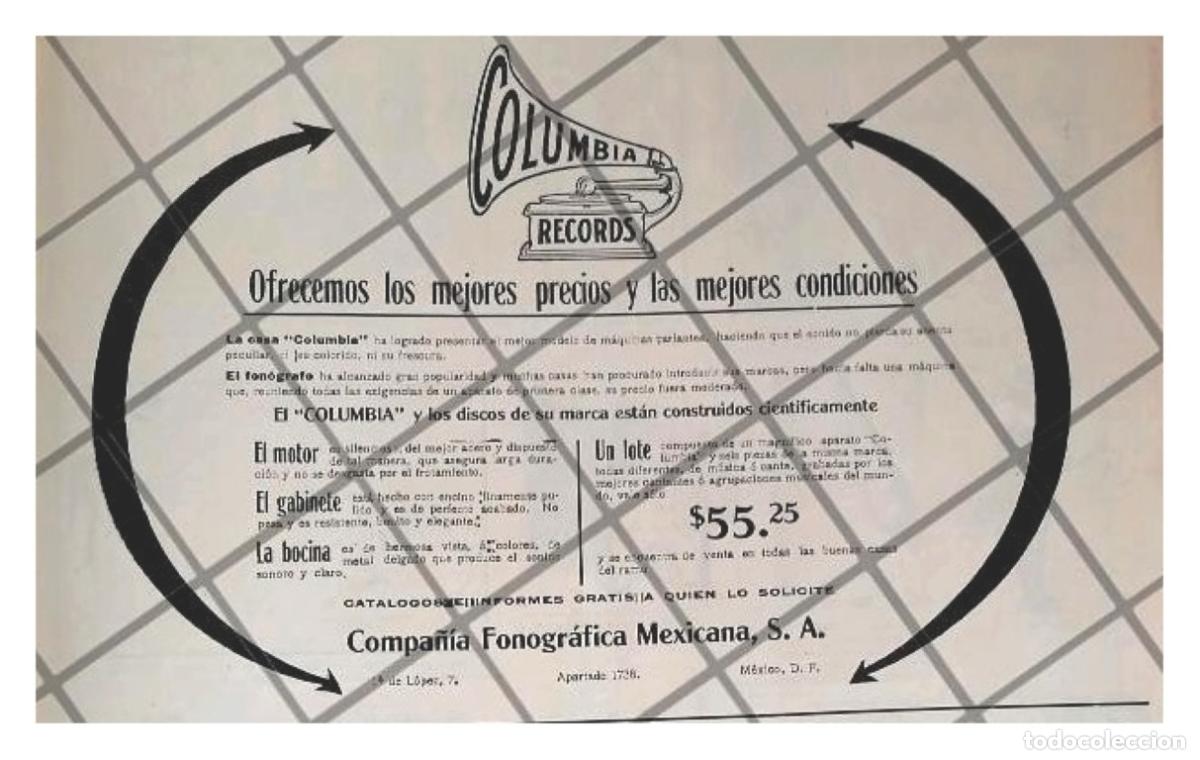 COLUMBIA
RECORDS
Ofrecemos los mejores precios y las mejores condiciones
La casa "Columbia" ha logrado presentar el mejor modelo de máquinas parlantes, haciendo que el sonido no pierda su acento
peculiar, ni su colorido, ni su frescura.
El fonógrafo ha alcanzado gran popularidad y muchas casas han procurado introducir sus marcas, pero hacía falta una máquina
que, reuniendo todas las exigencias de un aparato de primera clase, su precio fuera moderado.
El "COLUMBIA" y los discos de su marca están construidos científicamente
El motor es silencioso, del mejor acero y dispuesto
de tal manera, que asegura larga dura-
ción y no se desgasta por el frotamiento.
El gabinete está hecho con encino finamente pu-
lido y es de perfecto acabado. No
pesa y es resistente, bonito y elegante.
La bocina es de hermosa vista, colores, de
metal delgado que produce el sonido
sonoro y claro.
Un lote compuesto de un magnífico aparato "Co-
lumbia" y seis piezas de la misma marca,
todas diferentes, de música ó canto, grabadas por los
mejores cantantes ó agrupaciones musicales del mun-
do, vale sólo
$55.25
y se encuentra de venta en todas las buenas casas
del ramo.
CATALOGOS E INFORMES GRATIS A QUIEN LO SOLICITE
Compañía Fonográfica Mexicana, S. A.
de López, 7. Apartado 1728. México, D. F.
todocoleccion